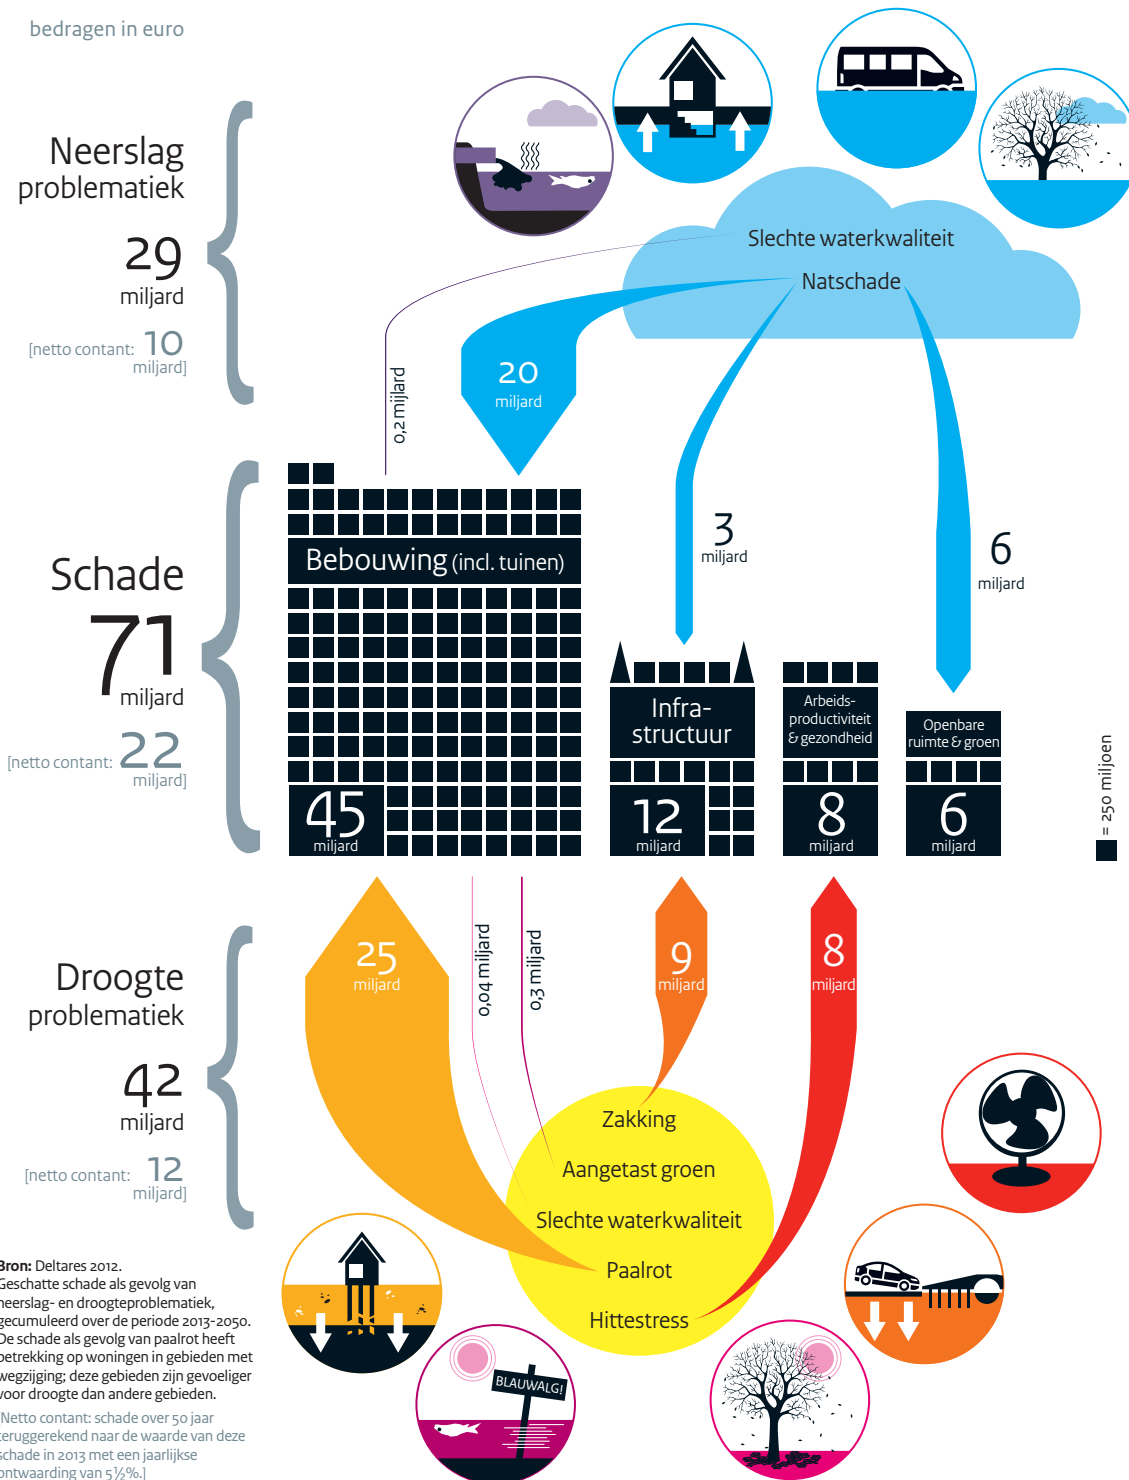 bedragen in euro
Neerslag
problematiek
29
miljard
[netto contant: 10
miljard]
Slechte waterkwaliteit
Natschade
0,2 mijlard
20
miljard
3
miljard
6
miljard
Schade
71
miljard
[netto contant: 22
miljard]
Bebouwing (incl. tuinen)
45
miljard
Infra-
structuur
12
miljard
Arbeids-
productiviteit
& gezondheid
8
miljard
Openbare
ruimte & groen
6
miljard
= 250 miljoen
Droogte
problematiek
42
miljard
[netto contant: 12
miljard]
25
miljard
0,04 miljard
0,3 miljard
9
miljard
8
miljard
Zakking
Aangetast groen
Slechte waterkwaliteit
Paalrot
Hittestress
BLAUWALG!
Bron: Deltares 2012.
Geschatte schade als gevolg van
neerslag- en droogteproblematiek,
gecumuleerd over de periode 2013-2050.
De schade als gevolg van paalrot heeft
betrekking op woningen in gebieden met
wegzijging; deze gebieden zijn gevoeliger
voor droogte dan andere gebieden.
[Netto contant: schade over 50 jaar
teruggerekend naar de waarde van deze
schade in 2013 met een jaarlijkse
ontwaarding van 5½%.]